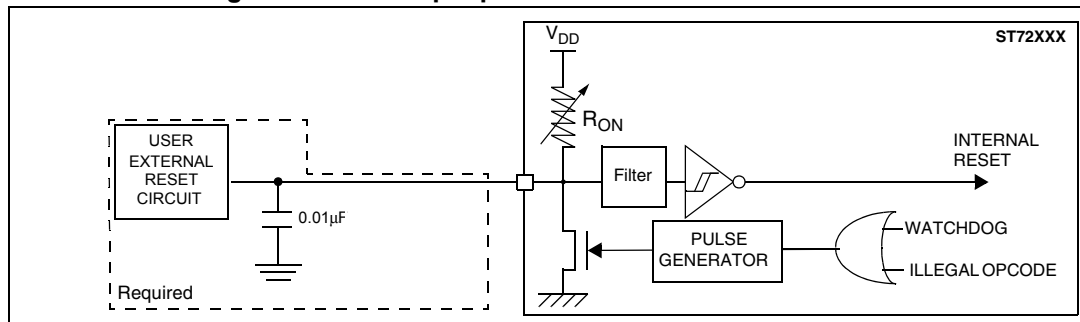 USER
EXTERNAL
RESET
CIRCUIT
0.01µF
Required
VDD
ST72XXX
RON
Filter
INTERNAL
RESET
PULSE
GENERATOR
WATCHDOG
ILLEGAL OPCODE